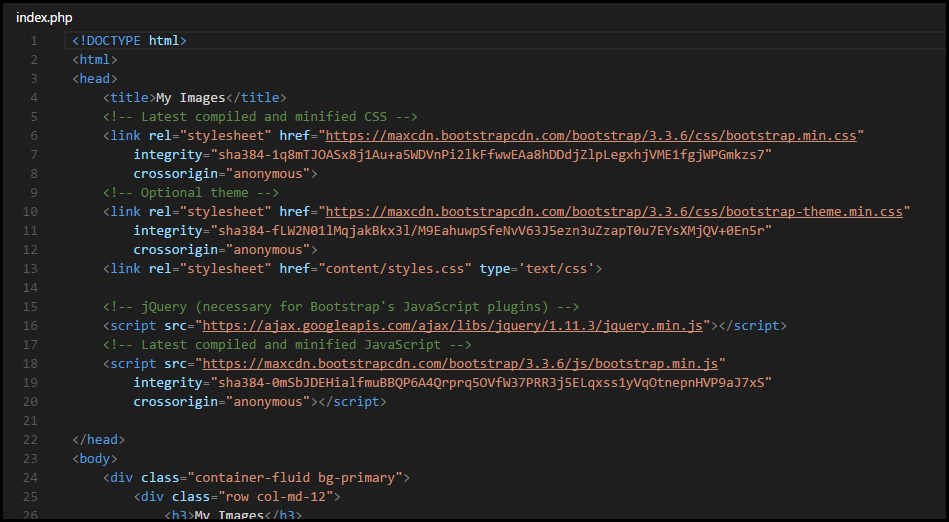 index.php
1 <!DOCTYPE html>
2 <html>
3 <head>
4 <title>My Images</title>
5 <!-- Latest compiled and minified CSS -->
6 <link rel="stylesheet" href="https://maxcdn.bootstrapcdn.com/bootstrap/3.3.6/css/bootstrap.min.css"
7 integrity="sha384-1q8mTJOASx8j1Au+a5WDVnPi2lkFfwwEAa8hDDdjZlpLegxhjVME1fgjWPGmkzs7"
8 crossorigin="anonymous">
9 <!-- Optional theme -->
10 <link rel="stylesheet" href="https://maxcdn.bootstrapcdn.com/bootstrap/3.3.6/css/bootstrap-theme.min.css"
11 integrity="sha384-fLW2N01lMqjakBkx3l/M9EahuwpSfeNvV63J5ezn3uZzapT0u7EYsXMjQV+0En5r"
12 crossorigin="anonymous">
13 <link rel="stylesheet" href="content/styles.css" type='text/css'>
14
15 <!-- jQuery (necessary for Bootstrap's JavaScript plugins) -->
16 <script src="https://ajax.googleapis.com/ajax/libs/jquery/1.11.3/jquery.min.js"></script>
17 <!-- Latest compiled and minified JavaScript -->
18 <script src="https://maxcdn.bootstrapcdn.com/bootstrap/3.3.6/js/bootstrap.min.js"
19 integrity="sha384-0mSbJDEHialfmuBBQP6A4Qrprq5OVfW37PRR3j5ELqxss1yVqOtnepnHVP9aJ7xS"
20 crossorigin="anonymous"></script>
21
22 </head>
23 <body>
24 <div class="container-fluid bg-primary">
25 <div class="row col-md-12">
26 <h3>My Images</h3>